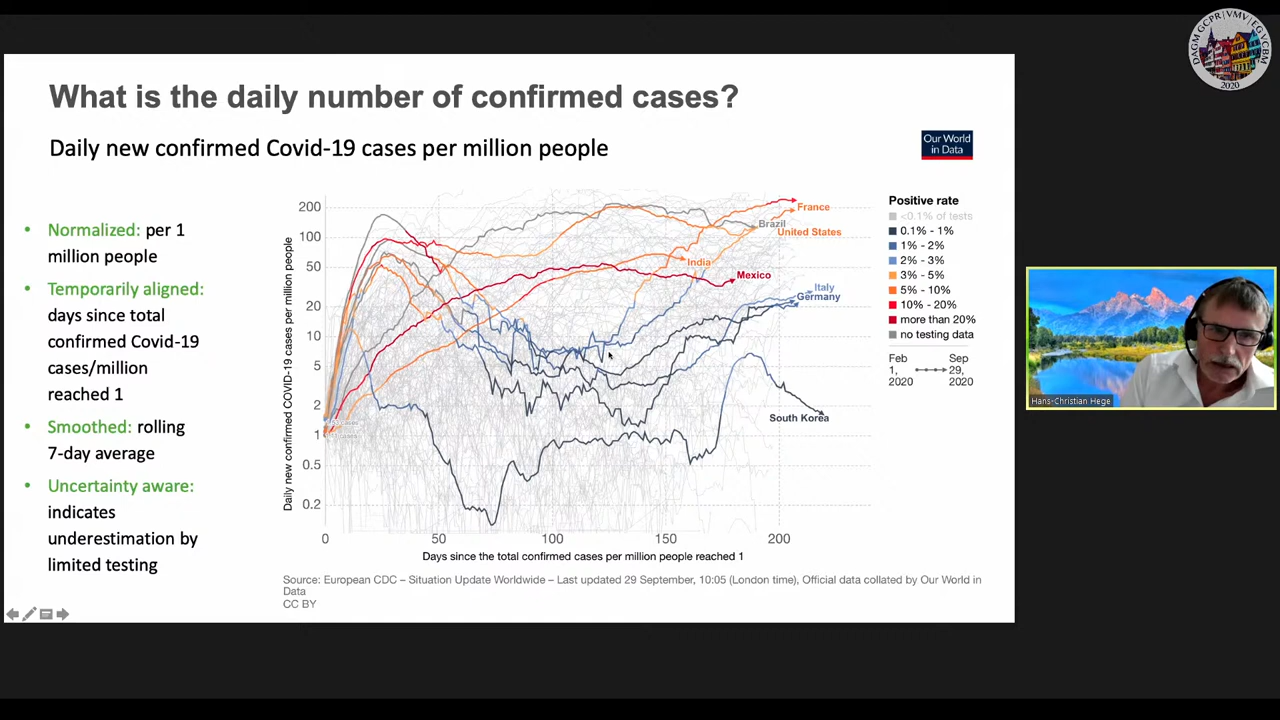 DAGM GCPR | VMV | EG VCBM
2020
What is the daily number of confirmed cases?
Daily new confirmed Covid-19 cases per million people
Our World
in Data
• Normalized: per 1
million people
• Temporarily aligned:
days since total
confirmed Covid-19
cases/million
reached 1
• Smoothed: rolling
7-day average
• Uncertainty aware:
indicates
underestimation by
limited testing
Daily new confirmed COVID-19 cases per million people
200
100
50
20
10
5
2
1
0.5
0.2
0
50
100
150
200
Days since the total confirmed cases per million people reached 1
France
Brazil
United States
India
Mexico
Italy
Germany
South Korea
Positive rate
<0.1% of tests
0.1% - 1%
1% - 2%
2% - 3%
3% - 5%
5% - 10%
10% - 20%
more than 20%
no testing data
Feb
1,
2020
Sep
29,
2020
Source: European CDC – Situation Update Worldwide – Last updated 29 September, 10:05 (London time), Official data collated by Our World in
Data
CC BY
Hans-Christian Hege